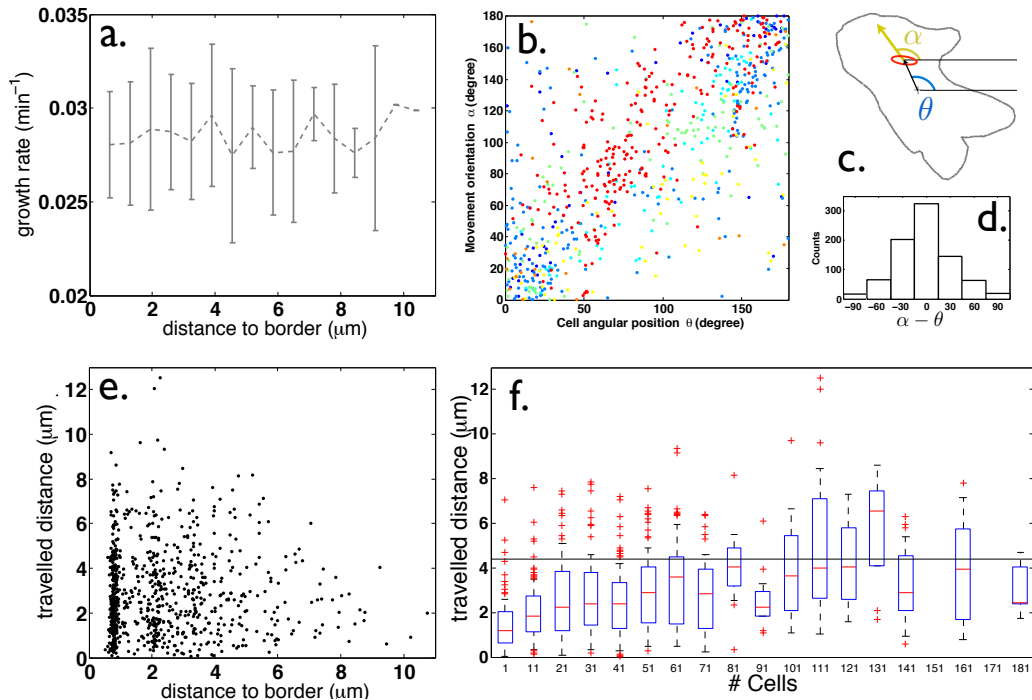 a.
growth rate (min⁻¹)
0.035
0.03
0.025
0.02
0 2 4 6 8 10
distance to border (μm)
b.
Movement orientation α (degree)
180
160
140
120
100
80
60
40
20
0
0 50 100 150
Cell angular position θ (degree)
α
θ
c.
d.
Counts
300
100
0
−90 −60 −30 0 30 60 90
α − θ
e.
travelled distance (μm)
12
10
8
6
4
2
0
0 2 4 6 8 10
distance to border (μm)
f.
travelled distance (μm)
12
10
8
6
4
2
0
1 11 21 31 41 51 61 71 81 91 101 111 121 131 141 151 161 171 181
# Cells